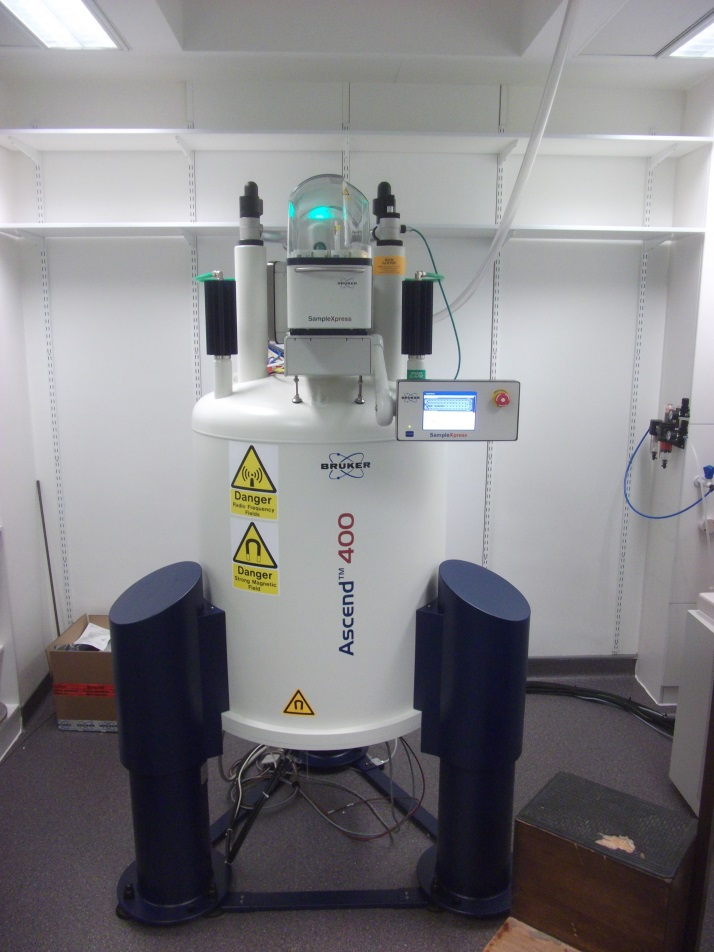 BRUKER
SampleXpress
BRUKER
SampleXpress
BRUKER
Danger
Radio Frequency
Fields
Danger
Strong Magnetic
Field
Ascend™ 400